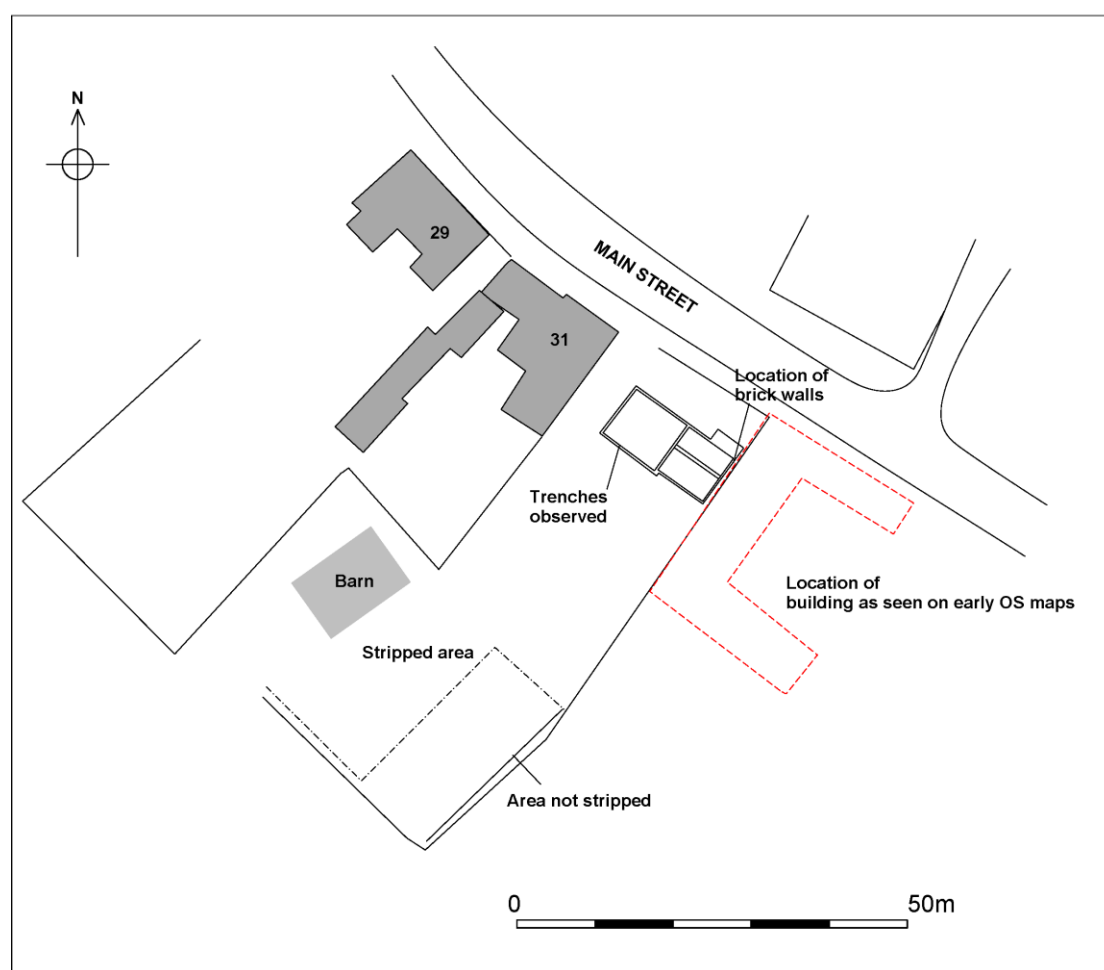 N
29
MAIN STREET
31
Location of
brick walls
Trenches
observed
Barn
Location of
building as seen on early OS maps
Stripped area
Area not stripped
0
50m